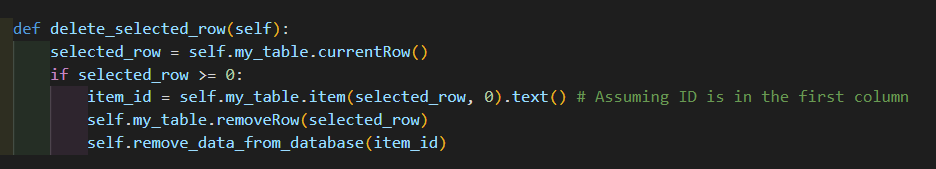 def delete_selected_row(self):
    selected_row = self.my_table.currentRow()
    if selected_row >= 0:
        item_id = self.my_table.item(selected_row, 0).text() # Assuming ID is in the first column
        self.my_table.removeRow(selected_row)
        self.remove_data_from_database(item_id)